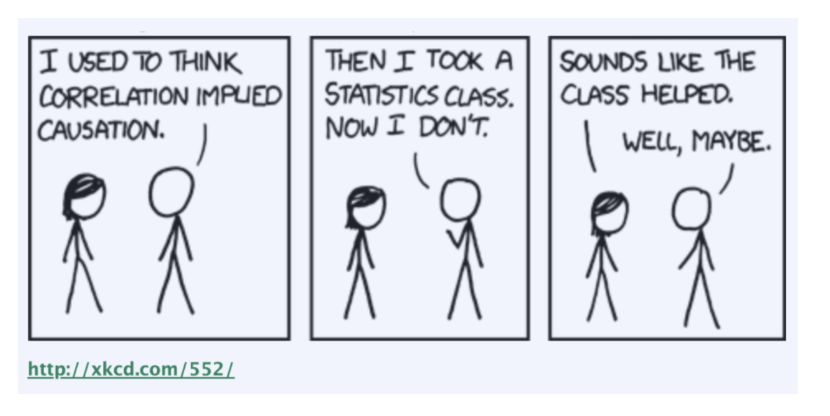 I USED TO THINK
CORRELATION IMPLIED
CAUSATION.
THEN I TOOK A
STATISTICS CLASS.
NOW I DON'T.
SOUNDS LIKE THE
CLASS HELPED.
WELL, MAYBE.
http://xkcd.com/552/